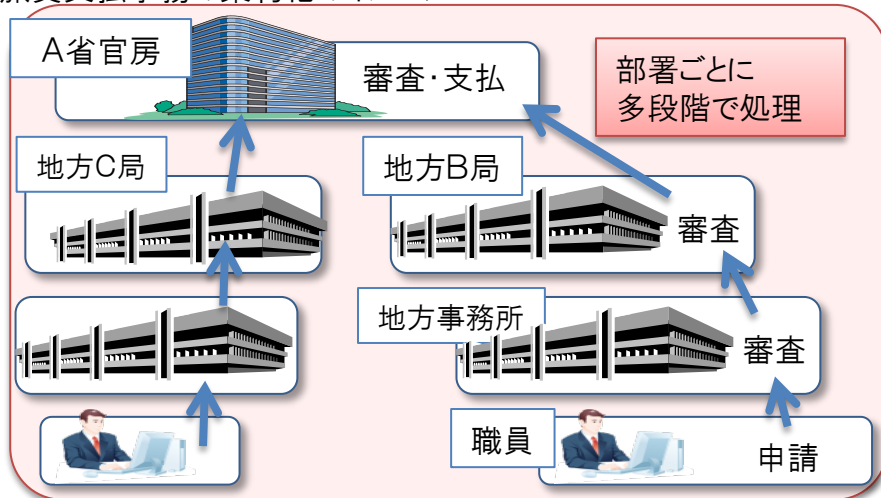 A省官房
審査・支払
部署ごとに
多段階で処理
地方C局
地方B局
審査
地方事務所
審査
職員
申請